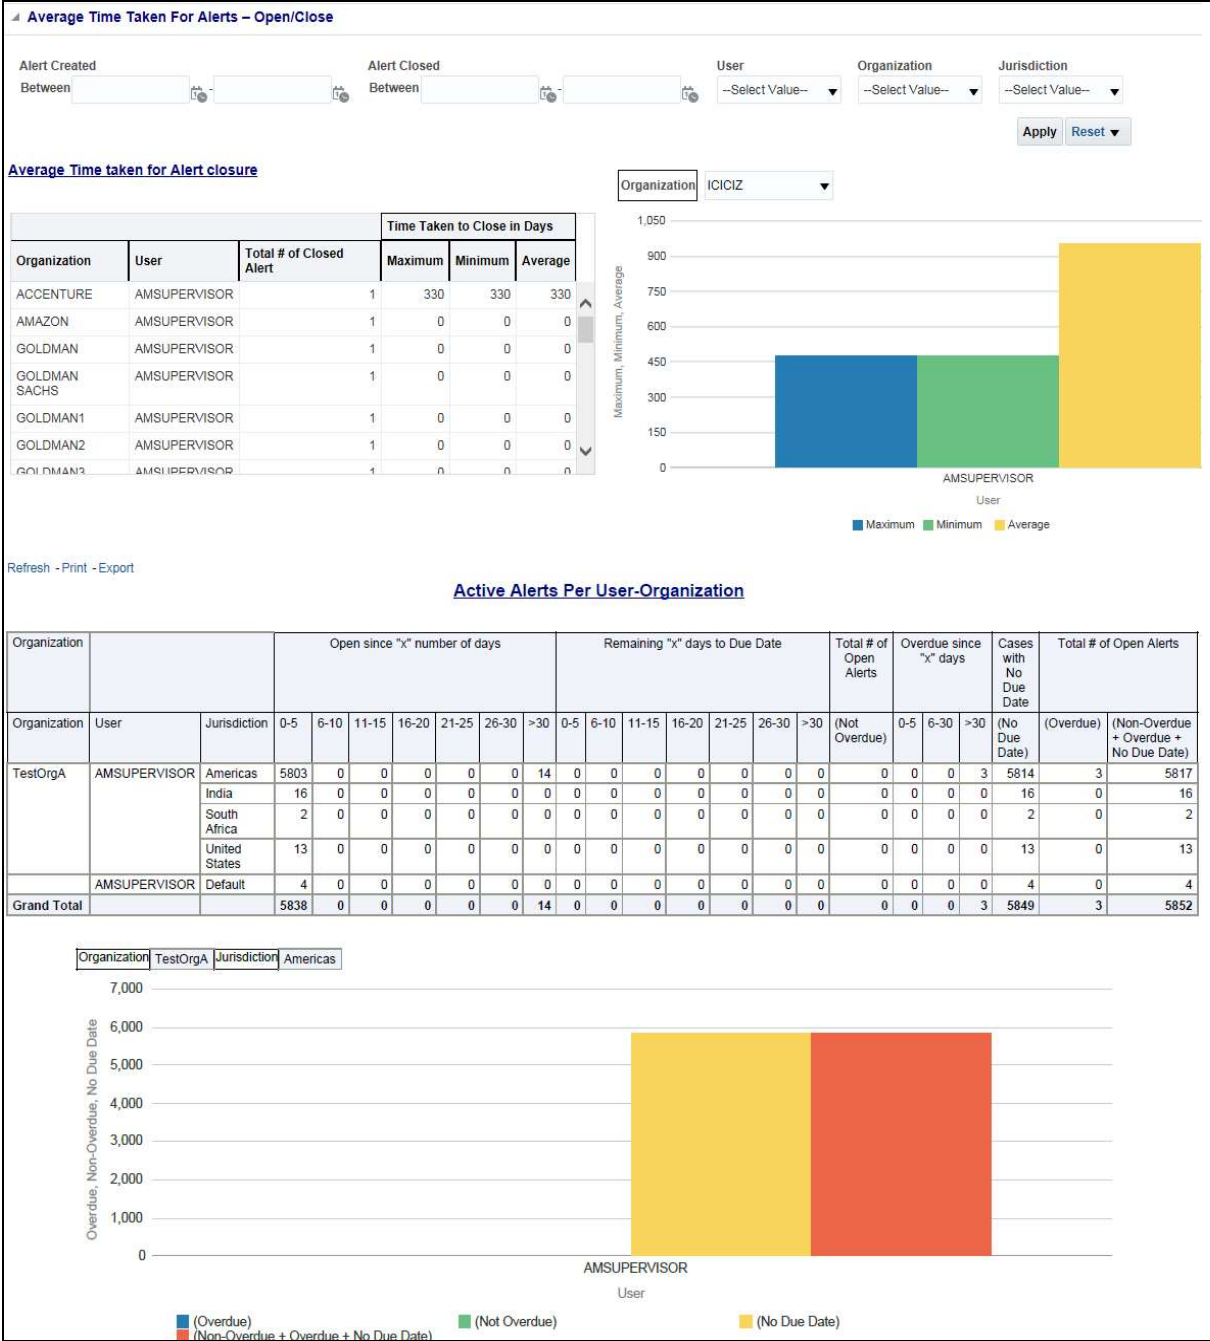 Average Time Taken For Alerts – Open/Close
Alert Created Alert Closed User Organization Jurisdiction
Between - Between - --Select Value-- --Select Value-- --Select Value--
Apply Reset
Average Time taken for Alert closure
Organization ICICIZ
Time Taken to Close in Days
Organization User Total # of Closed Alert Maximum Minimum Average
ACCENTURE AMSUPERVISOR 1 330 330 330
AMAZON AMSUPERVISOR 1 0 0 0
GOLDMAN AMSUPERVISOR 1 0 0 0
GOLDMAN SACHS AMSUPERVISOR 1 0 0 0
GOLDMAN1 AMSUPERVISOR 1 0 0 0
GOLDMAN2 AMSUPERVISOR 1 0 0 0
GOLDMAN3 AMSUPERVISOR 1 0 0 0
Maximum, Minimum, Average
1,050
900
750
600
450
300
150
0
AMSUPERVISOR
User
Maximum Minimum Average
Refresh - Print - Export
Active Alerts Per User-Organization
Organization Open since "x" number of days Remaining "x" days to Due Date Total # of Open Alerts Overdue since "x" days Cases with No Due Date Total # of Open Alerts
Organization User Jurisdiction 0-5 6-10 11-15 16-20 21-25 26-30 >30 0-5 6-10 11-15 16-20 21-25 26-30 >30 (Not Overdue) 0-5 6-30 >30 (No Due Date) (Overdue) (Non-Overdue + Overdue + No Due Date)
TestOrgA AMSUPERVISOR Americas 5803 0 0 0 0 0 14 0 0 0 0 0 0 0 0 0 0 3 5814 3 5817
India 16 0 0 0 0 0 0 0 0 0 0 0 0 0 0 0 0 0 16 0 16
South Africa 2 0 0 0 0 0 0 0 0 0 0 0 0 0 0 0 0 0 2 0 2
United States 13 0 0 0 0 0 0 0 0 0 0 0 0 0 0 0 0 0 13 0 13
AMSUPERVISOR Default 4 0 0 0 0 0 0 0 0 0 0 0 0 0 0 0 0 0 4 0 4
Grand Total 5838 0 0 0 0 0 14 0 0 0 0 0 0 0 0 0 0 3 5849 3 5852
Organization TestOrgA Jurisdiction Americas
Overdue, Non-Overdue, No Due Date
7,000
6,000
5,000
4,000
3,000
2,000
1,000
0
AMSUPERVISOR
User
(Overdue) (Not Overdue) (No Due Date)
(Non-Overdue + Overdue + No Due Date)